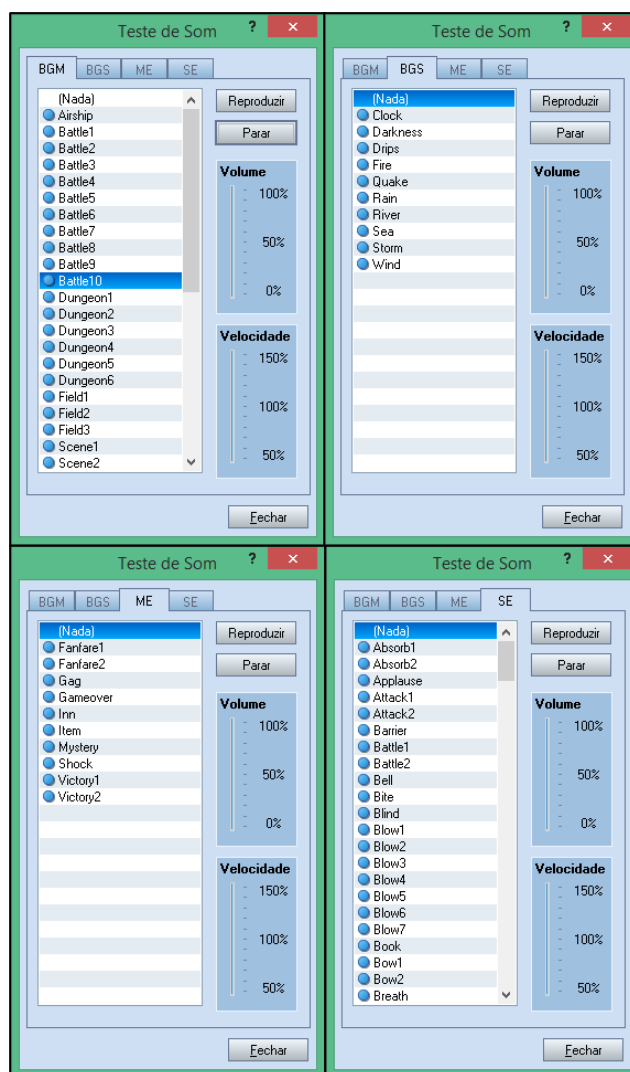 Teste de Som ?
BGM BGS ME SE
(Nada)
Airship
Battle1
Battle2
Battle3
Battle4
Battle5
Battle6
Battle7
Battle8
Battle9
Battle10
Dungeon1
Dungeon2
Dungeon3
Dungeon4
Dungeon5
Dungeon6
Field1
Field2
Field3
Scene1
Scene2
Reproduzir
Parar
Volume
100%
50%
0%
Velocidade
150%
100%
50%
Fechar
Teste de Som ?
BGM BGS ME SE
(Nada)
Clock
Darkness
Drips
Fire
Quake
Rain
River
Sea
Storm
Wind
Reproduzir
Parar
Volume
100%
50%
0%
Velocidade
150%
100%
50%
Fechar
Teste de Som ?
BGM BGS ME SE
(Nada)
Fanfare1
Fanfare2
Gag
Gameover
Inn
Item
Mystery
Shock
Victory1
Victory2
Reproduzir
Parar
Volume
100%
50%
0%
Velocidade
150%
100%
50%
Fechar
Teste de Som ?
BGM BGS ME SE
(Nada)
Absorb1
Absorb2
Applause
Attack1
Attack2
Barrier
Battle1
Battle2
Bell
Bite
Blind
Blow1
Blow2
Blow3
Blow4
Blow5
Blow6
Blow7
Book
Bow1
Bow2
Breath
Reproduzir
Parar
Volume
100%
50%
0%
Velocidade
150%
100%
50%
Fechar